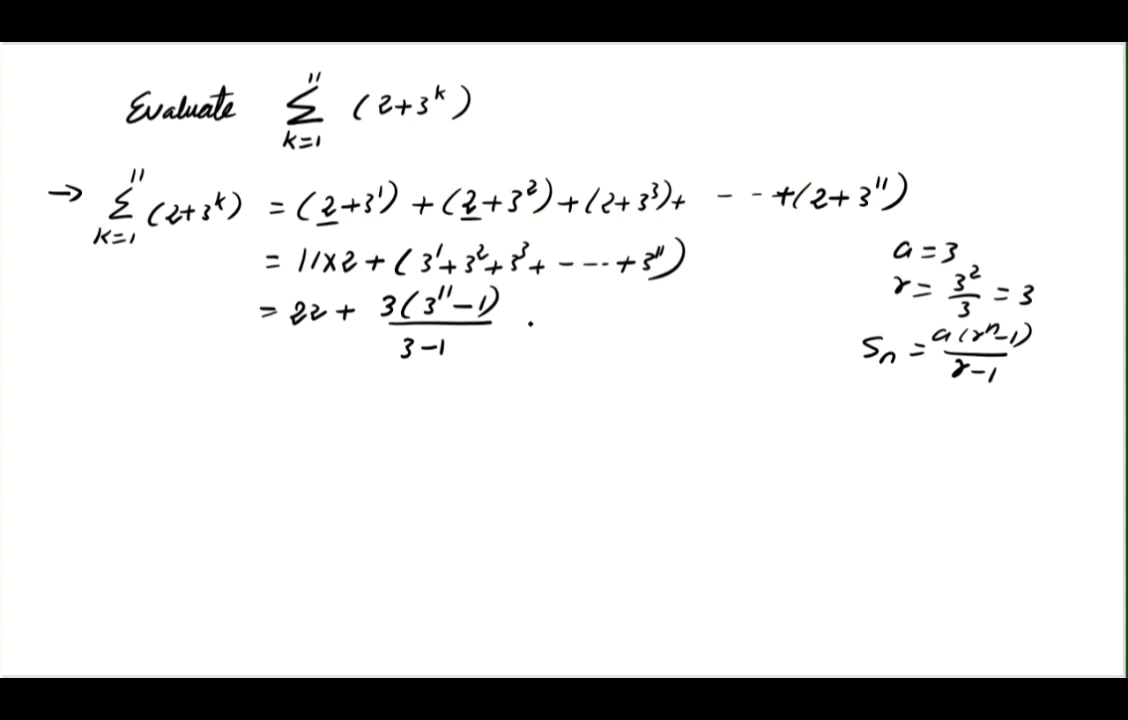 Evaluate ∑_{k=1}^{11} (2+3^k)
→ ∑_{k=1}^{11} (2+3^k) = (2+3^1) + (2+3^2) + (2+3^3) + - - + (2+3^11)
= 11×2 + (3^1+3^2+3^3+ - - - - - +3^11)
= 22 + 3(3^11-1)/(3-1) .
a = 3
r = 3^2/3 = 3
S_n = a(r^n-1)/(r-1)